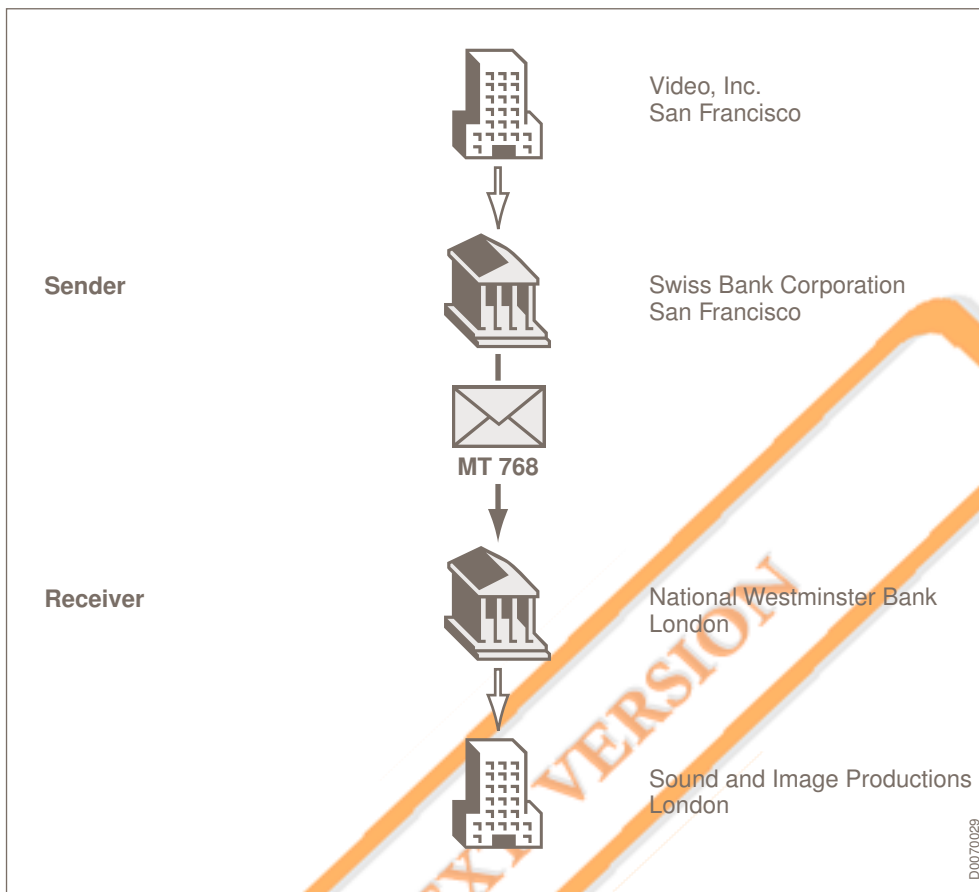 Video, Inc.
San Francisco
Sender
Swiss Bank Corporation
San Francisco
MT 768
Receiver
National Westminster Bank
London
Sound and Image Productions
London
D0070029
VERSION